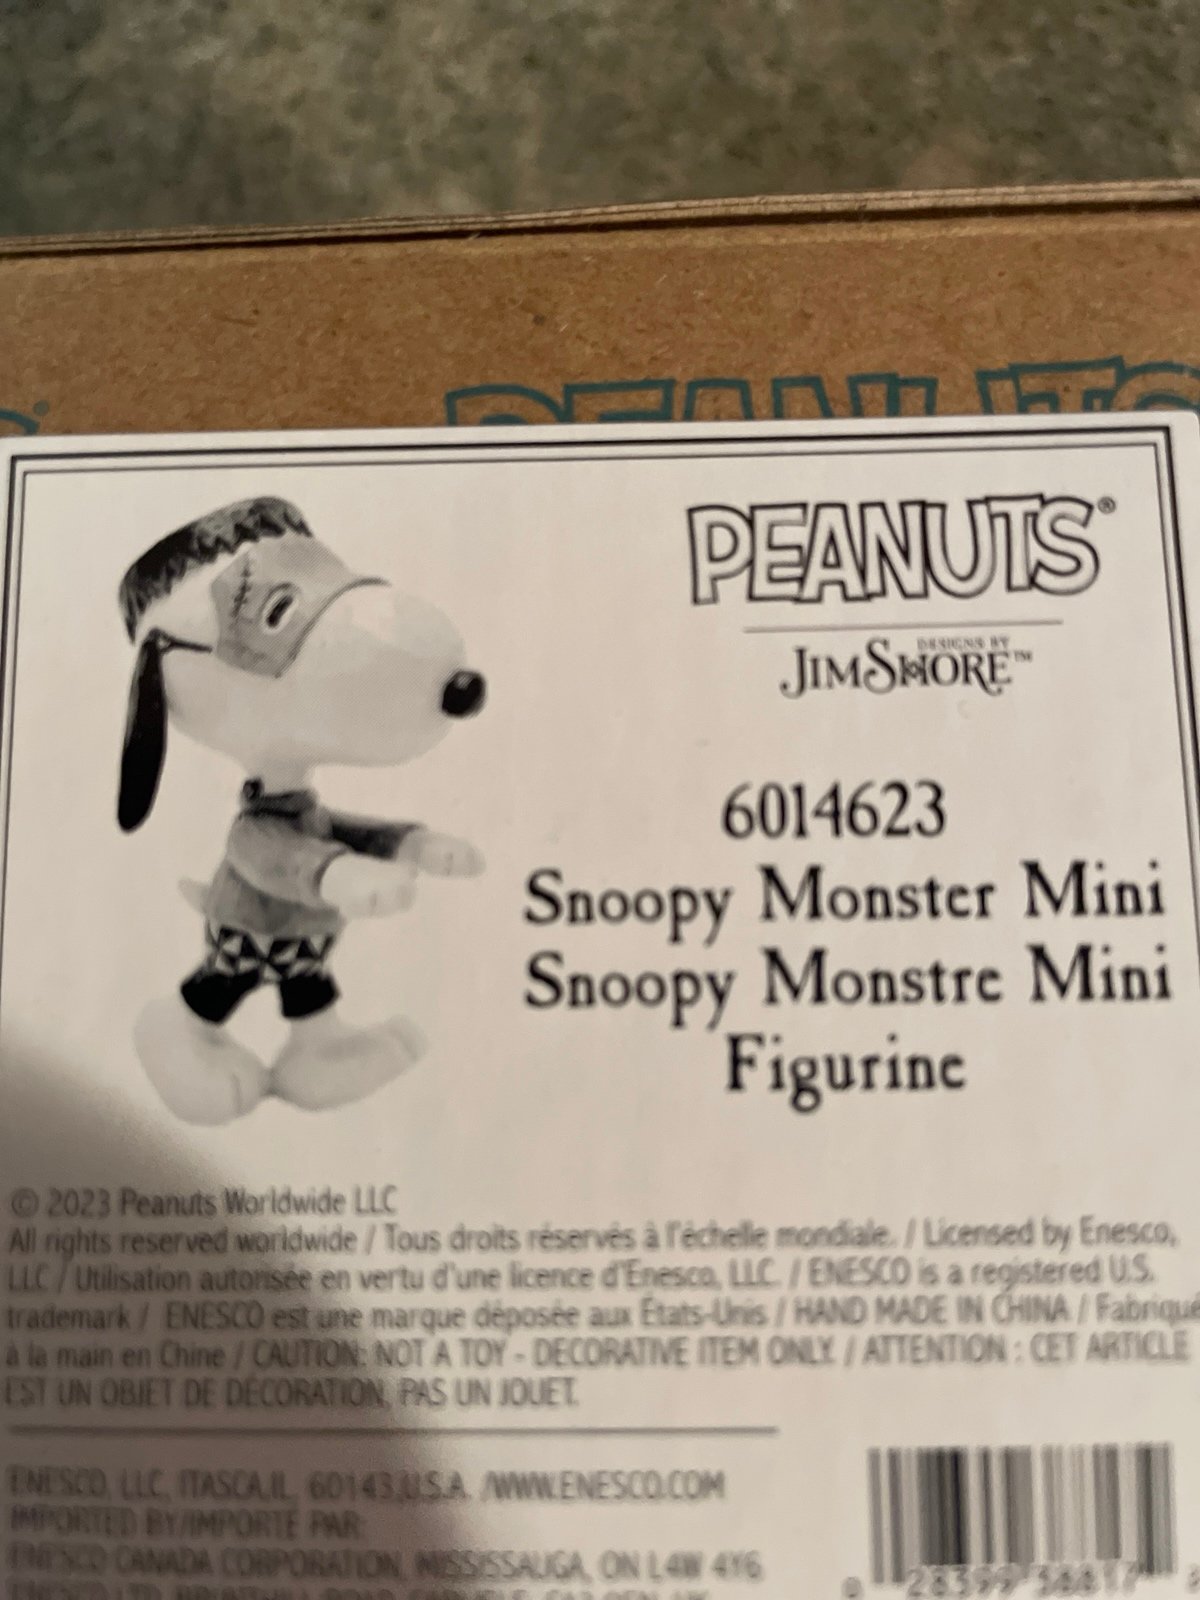 PEANUTS
PEANUTS®
DESIGNS BY
JIM SHORE™
6014623
Snoopy Monster Mini
Snoopy Monstre Mini
Figurine
© 2023 Peanuts Worldwide LLC
All rights reserved worldwide / Tous droits réservés à l'échelle mondiale. / Licensed by Enesco,
LLC / Utilisation autorisée en vertu d'une licence d'Enesco, LLC. / ENESCO is a registered U.S.
trademark / ENESCO est une marque déposée aux États-Unis / HAND MADE IN CHINA / Fabriqué
à la main en Chine / CAUTION: NOT A TOY - DECORATIVE ITEM ONLY. / ATTENTION : CET ARTICLE
EST UN OBJET DE DÉCORATION, PAS UN JOUET.
ENESCO, LLC, ITASCA, IL 60143, U.S.A. /WWW.ENESCO.COM
IMPORTED BY/IMPORTÉ PAR:
ENESCO CANADA CORPORATION, MISSISSAUGA, ON L4W 4Y6
0 28399